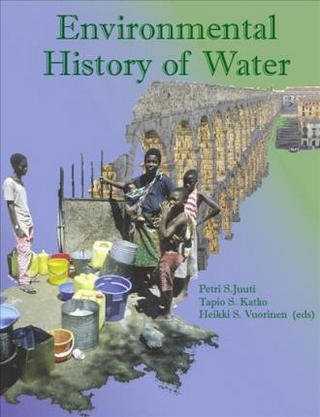 Environmental
History of Water
Petri S.Juuti
Tapio S. Katko
Heikki S. Vuorinen (eds)